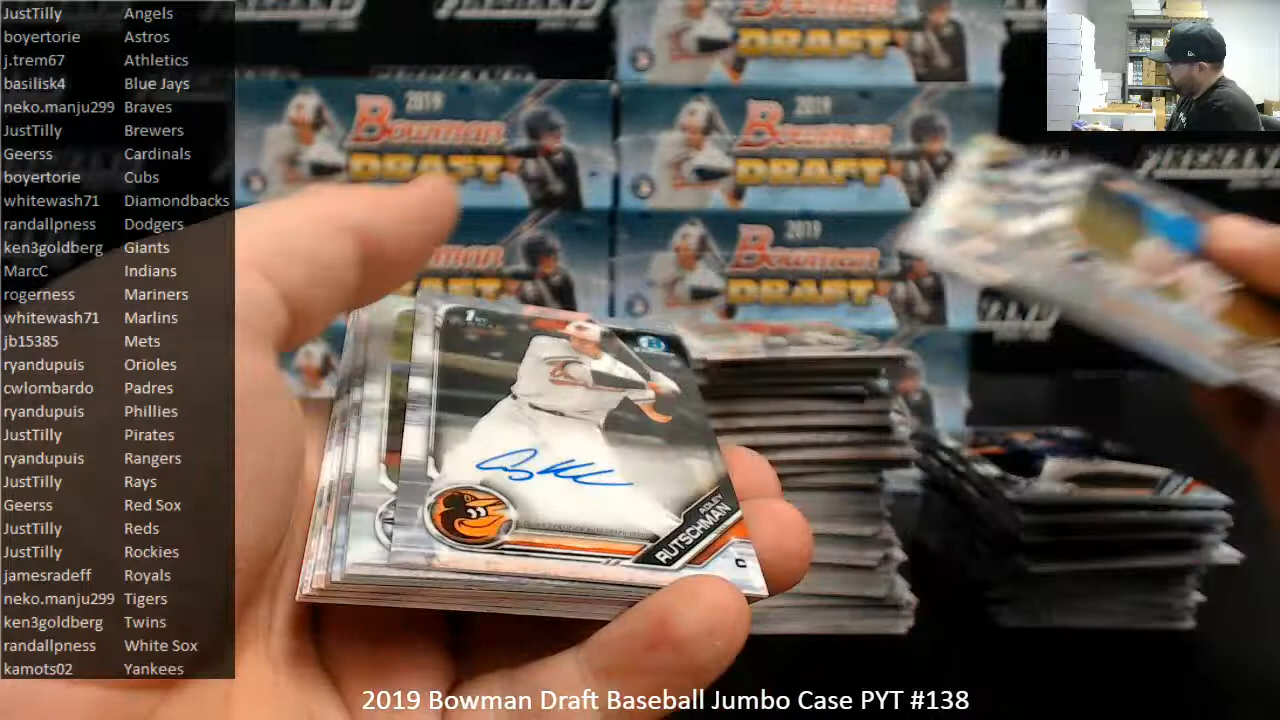 JustTilly Angels
boyertorie Astros
j.trem67 Athletics
basilisk4 Blue Jays
neko.manju299 Braves
JustTilly Brewers
Geerss Cardinals
boyertorie Cubs
whitewash71 Diamondbacks
randallpness Dodgers
ken3goldberg Giants
MarcC Indians
rogerness Mariners
whitewash71 Marlins
jb15385 Mets
ryandupuis Orioles
cwlombardo Padres
ryandupuis Phillies
JustTilly Pirates
ryandupuis Rangers
JustTilly Rays
Geerss Red Sox
JustTilly Reds
JustTilly Rockies
jamesradeff Royals
neko.manju299 Tigers
ken3goldberg Twins
randallpness White Sox
kamots02 Yankees
Bowman
DRAFT
2019
Bowman
DRAFT
2019
Bowman
DRAFT
2019
Bowman
DRAFT
1st
ADLEY
RUTSCHMAN
C
2019 Bowman Draft Baseball Jumbo Case PYT #138